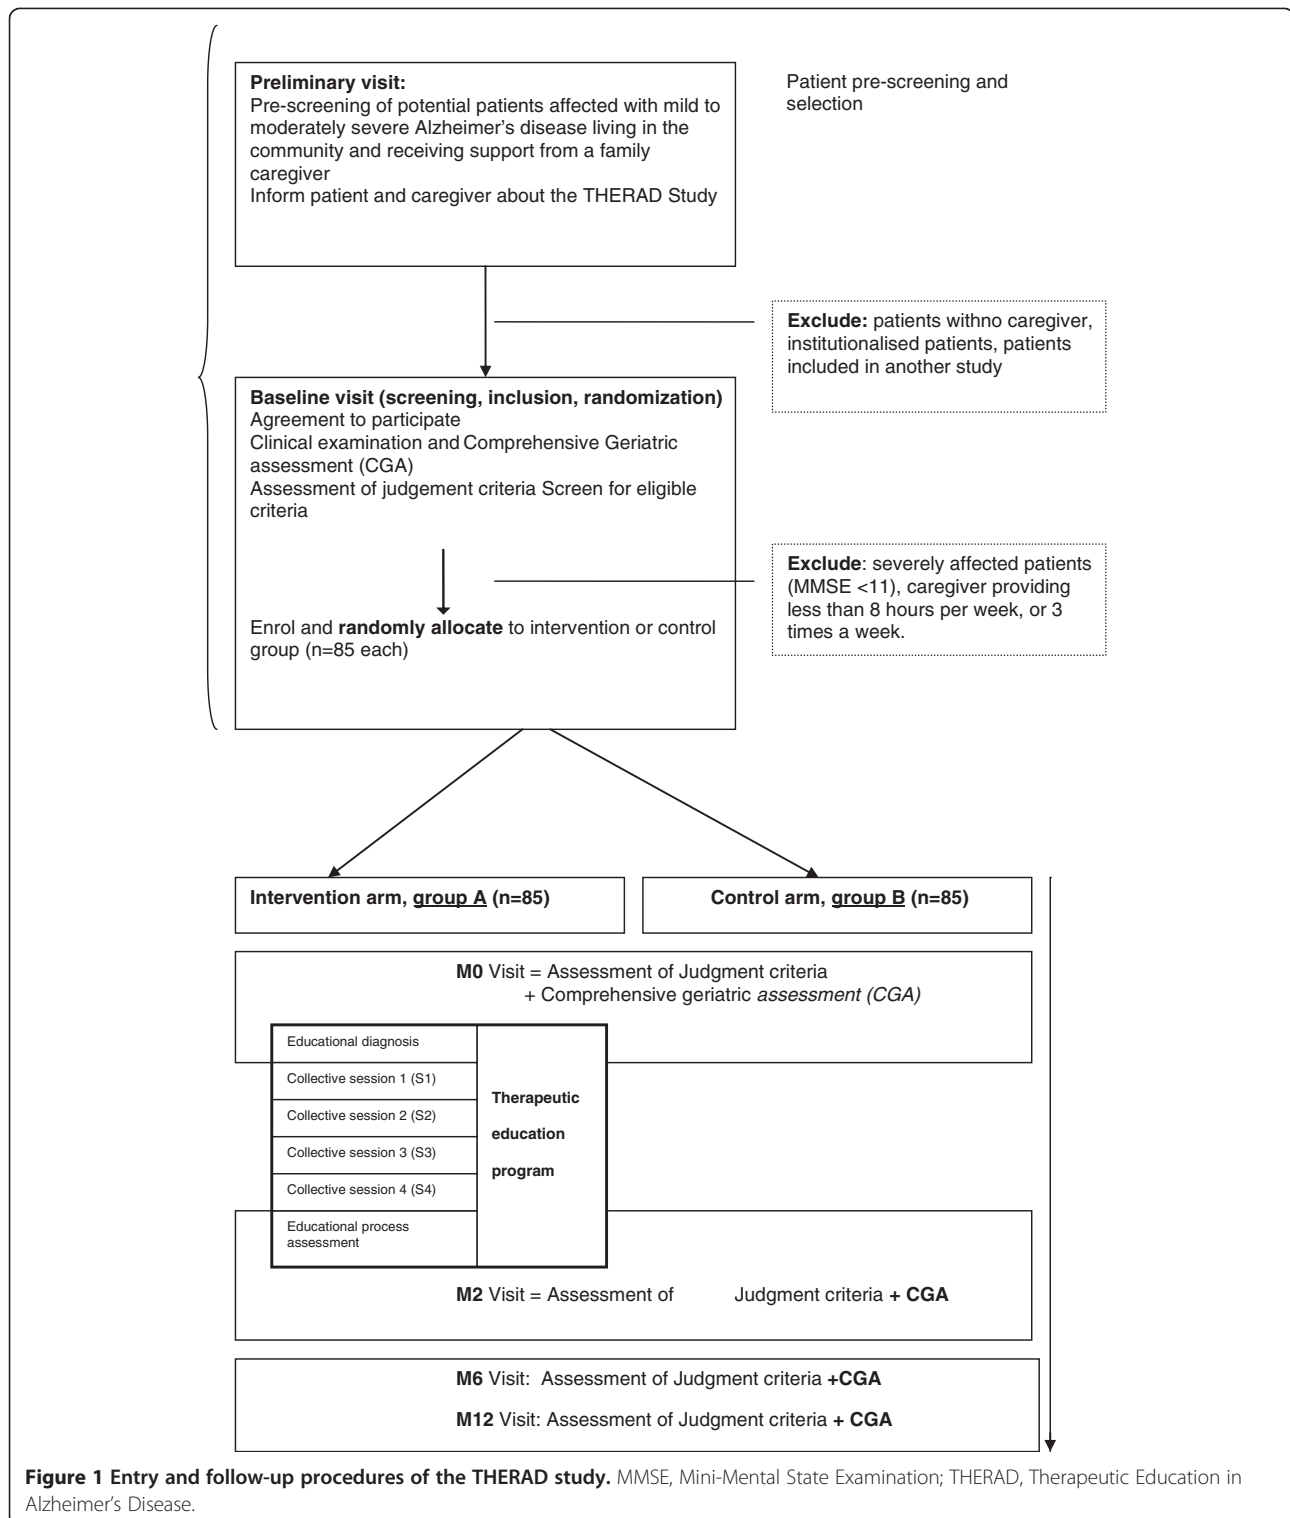 Preliminary visit:
Pre-screening of potential patients affected with mild to
moderately severe Alzheimer's disease living in the
community and receiving support from a family
caregiver
Inform patient and caregiver about the THERAD Study
Patient pre-screening and
selection
Exclude: patients withno caregiver,
institutionalised patients, patients
included in another study
Baseline visit (screening, inclusion, randomization)
Agreement to participate
Clinical examination and Comprehensive Geriatric
assessment (CGA)
Assessment of judgement criteria Screen for eligible
criteria
Exclude: severely affected patients
(MMSE <11), caregiver providing
less than 8 hours per week, or 3
times a week.
Enrol and randomly allocate to intervention or control
group (n=85 each)
Intervention arm, group A (n=85)
Control arm, group B (n=85)
M0 Visit = Assessment of Judgment criteria
+ Comprehensive geriatric assessment (CGA)
Educational diagnosis
Collective session 1 (S1)
Collective session 2 (S2)
Collective session 3 (S3)
Collective session 4 (S4)
Educational process
assessment
Therapeutic
education
program
M2 Visit = Assessment of Judgment criteria + CGA
M6 Visit: Assessment of Judgment criteria +CGA
M12 Visit: Assessment of Judgment criteria + CGA
Figure 1 Entry and follow-up procedures of the THERAD study. MMSE, Mini-Mental State Examination; THERAD, Therapeutic Education in
Alzheimer's Disease.